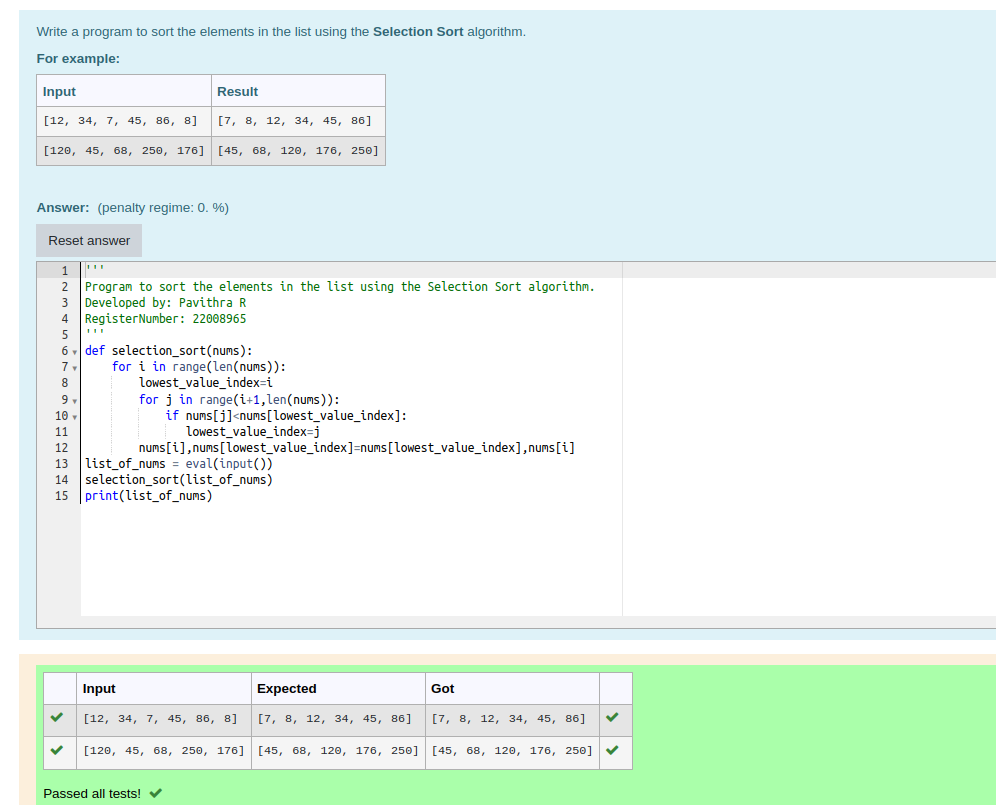 Write a program to sort the elements in the list using the Selection Sort algorithm.
For example:
Input Result
[12, 34, 7, 45, 86, 8] [7, 8, 12, 34, 45, 86]
[120, 45, 68, 250, 176] [45, 68, 120, 176, 250]
Answer: (penalty regime: 0. %)
Reset answer
1 '''
2 Program to sort the elements in the list using the Selection Sort algorithm.
3 Developed by: Pavithra R
4 RegisterNumber: 22008965
5 '''
6 def selection_sort(nums):
7     for i in range(len(nums)):
8         lowest_value_index=i
9         for j in range(i+1,len(nums)):
10             if nums[j]<nums[lowest_value_index]:
11                lowest_value_index=j
12         nums[i],nums[lowest_value_index]=nums[lowest_value_index],nums[i]
13 list_of_nums = eval(input())
14 selection_sort(list_of_nums)
15 print(list_of_nums)
Input Expected Got
[12, 34, 7, 45, 86, 8] [7, 8, 12, 34, 45, 86] [7, 8, 12, 34, 45, 86]
[120, 45, 68, 250, 176] [45, 68, 120, 176, 250] [45, 68, 120, 176, 250]
Passed all tests!